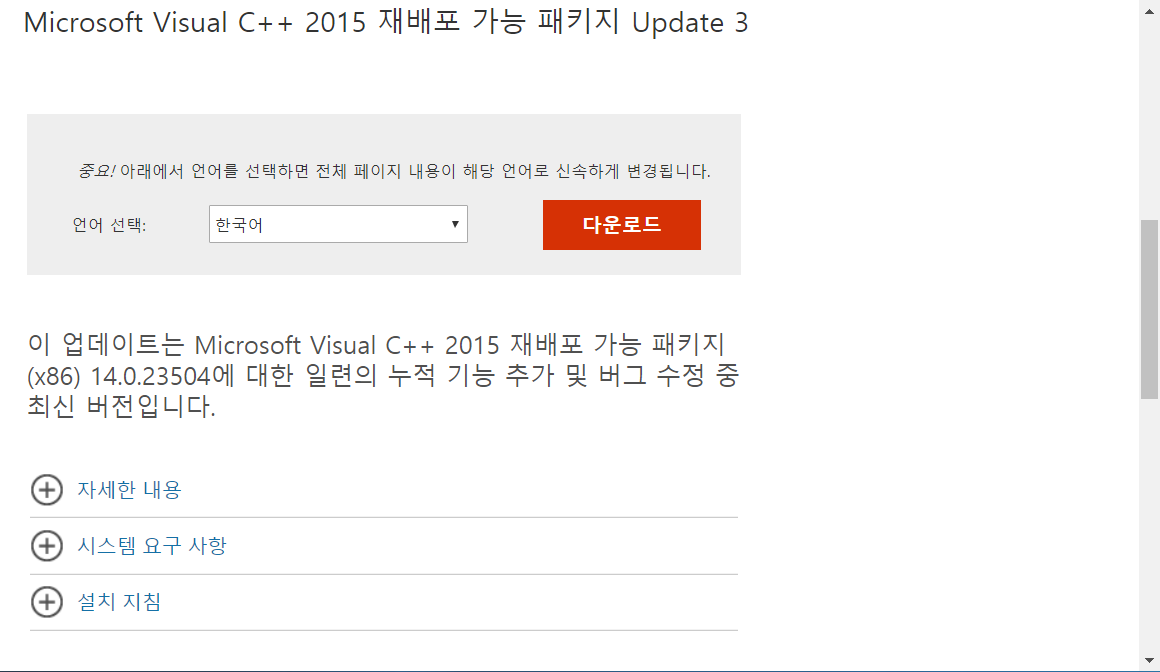 Microsoft Visual C++ 2015 재배포 가능 패키지 Update 3
중요! 아래에서 언어를 선택하면 전체 페이지 내용이 해당 언어로 신속하게 변경됩니다.
언어 선택: 한국어 다운로드
이 업데이트는 Microsoft Visual C++ 2015 재배포 가능 패키지
(x86) 14.0.23504에 대한 일련의 누적 기능 추가 및 버그 수정 중
최신 버전입니다.
자세한 내용
시스템 요구 사항
설치 지침